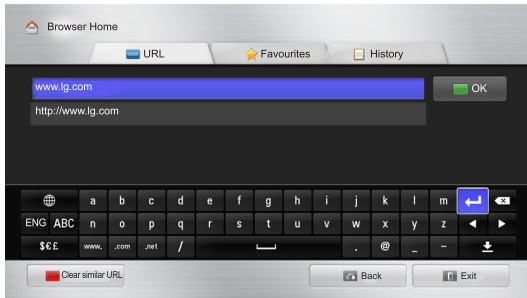 Browser Home
URL
Favourites
History
www.lg.com
OK
http://www.lg.com
a b c d e f g h i j k l m
ENG ABC n o p q r s t u v w x y z
$€£ www. .com .net / . @ _ -
Clear similar URL
Back
Exit